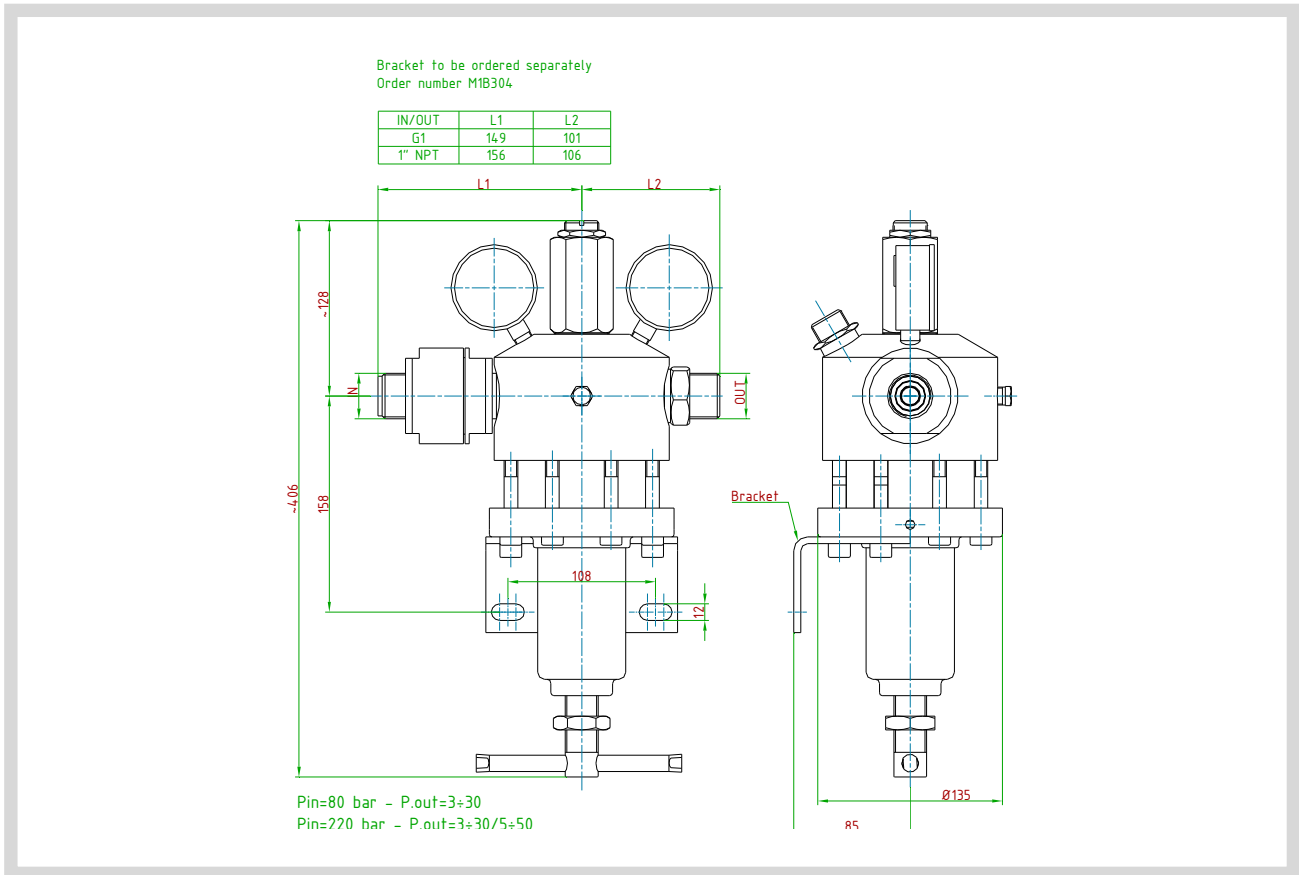 Bracket to be ordered separately
Order number M1B304
IN/OUT L1 L2
G1 149 101
1" NPT 156 106
L1 L2
~128
IN
OUT
~406
158
Bracket
108
12
Ø135
85
Pin=80 bar - P.out=3÷30
Pin=220 bar - P.out=3÷30/5÷50